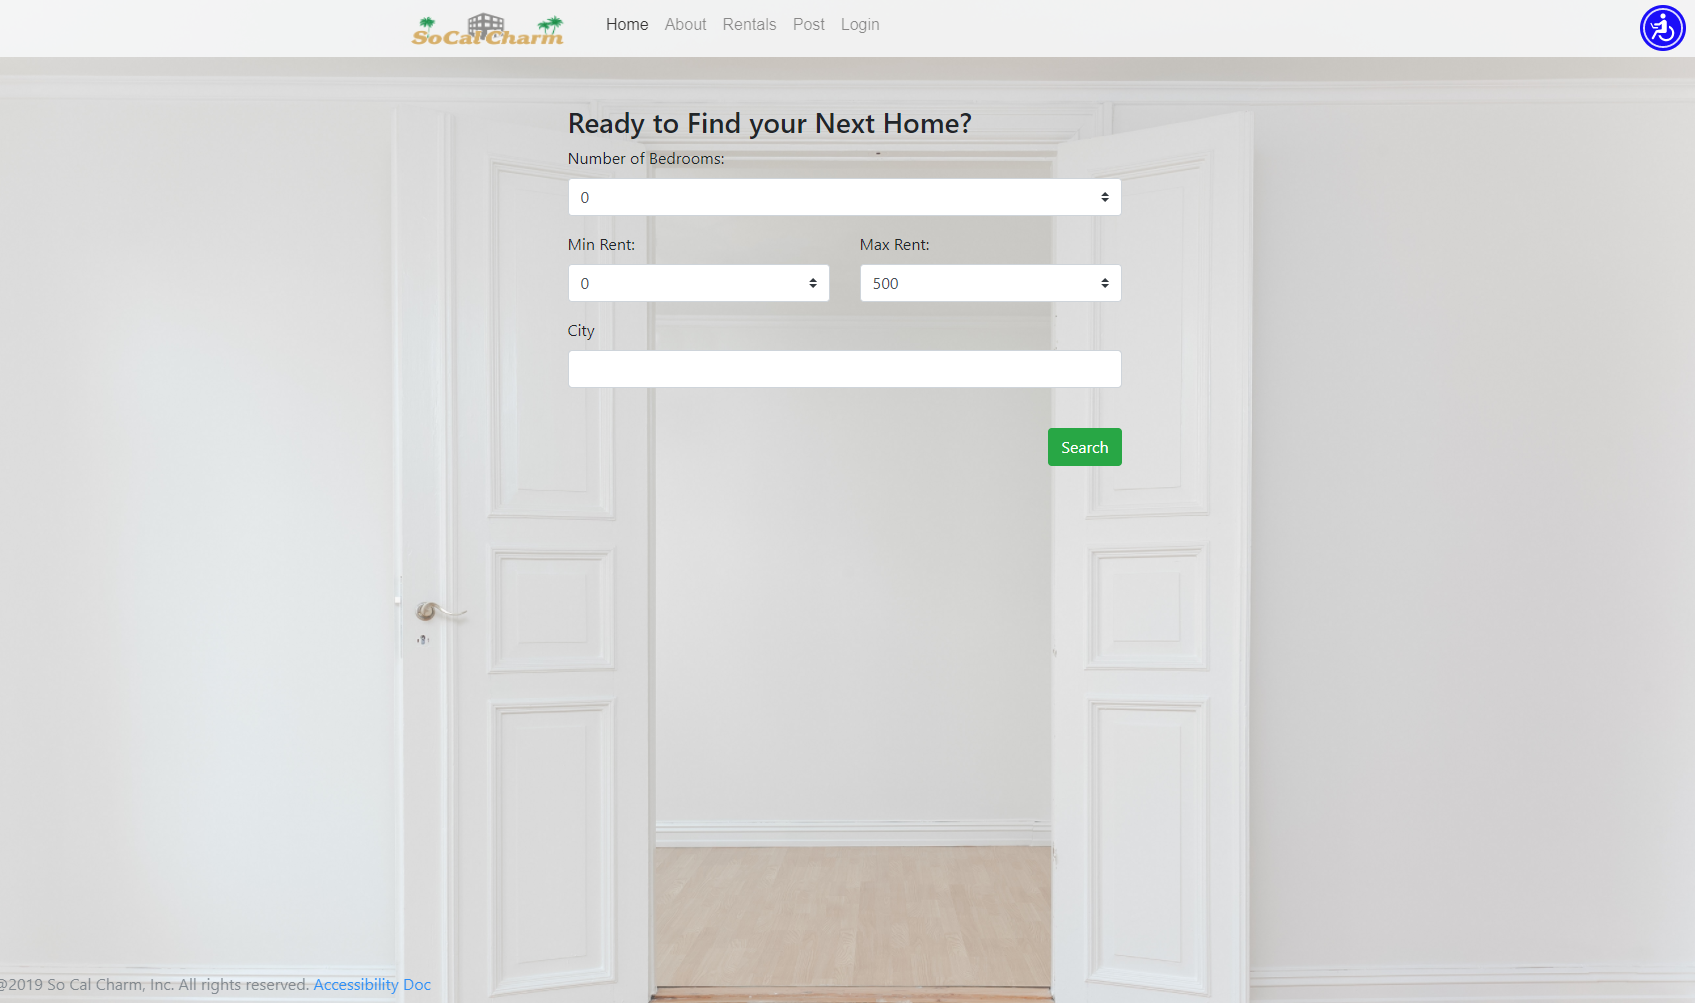 SoCalCharm Home About Rentals Post Login
Ready to Find your Next Home?
Number of Bedrooms:
0
Min Rent: Max Rent:
0 500
City
Search
@2019 So Cal Charm, Inc. All rights reserved. Accessibility Doc